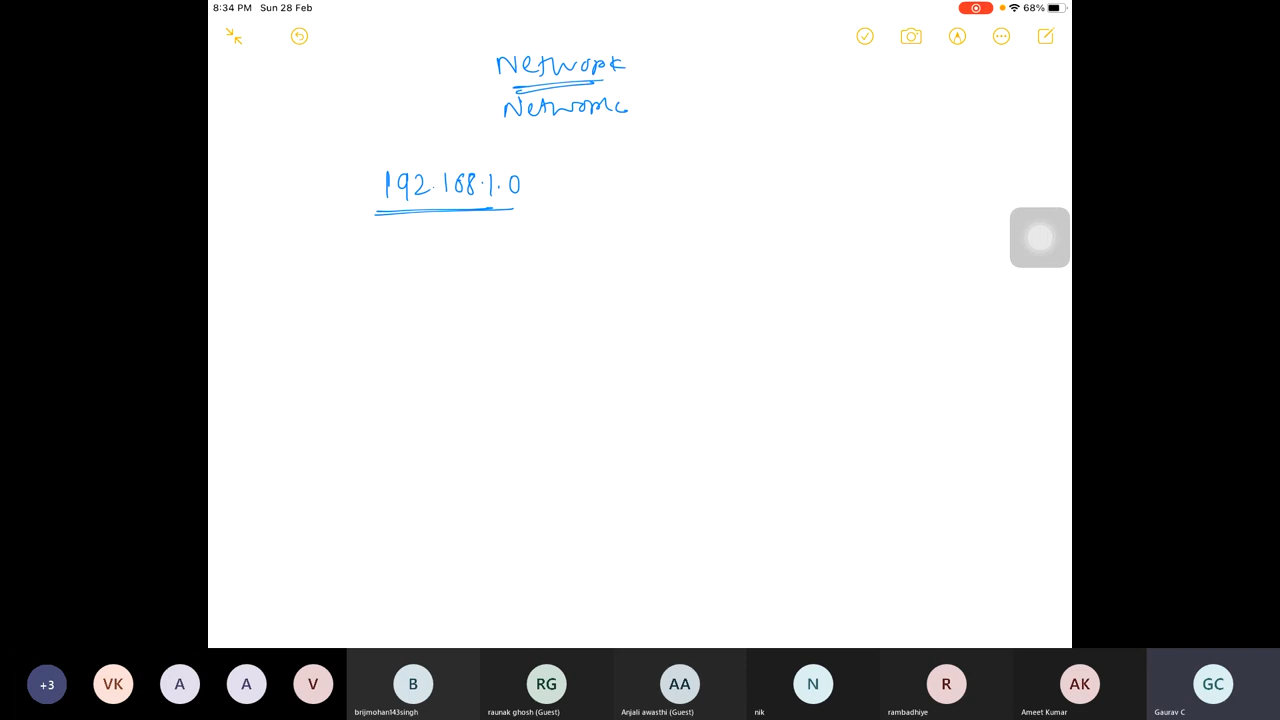 8:34 PM Sun 28 Feb 68%
Network
Network
192.168.1.0
+3 VK A A V B RG AA N R AK GC
brijmohan143singh raunak ghosh (Guest) Anjali awasthi (Guest) nik rambadhiye Ameet Kumar Gaurav C